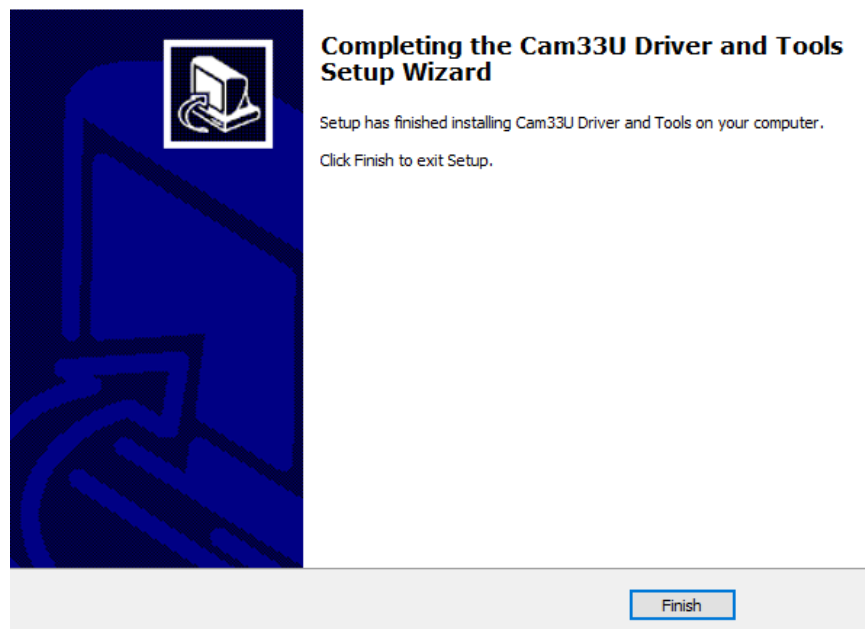 Completing the Cam33U Driver and Tools
Setup Wizard
Setup has finished installing Cam33U Driver and Tools on your computer.
Click Finish to exit Setup.
Finish